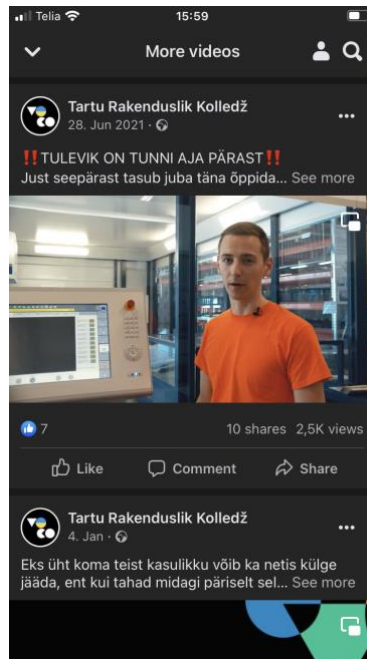 Telia 15:59
More videos
Tartu Rakenduslik Kolledž
28. Jun 2021 ·
‼️TULEVIK ON TUNNI AJA PÄRAST‼️
Just seepärast tasub juba täna õppida... See more
7 10 shares 2,5K views
Like Comment Share
Tartu Rakenduslik Kolledž
4. Jan ·
Eks üht koma teist kasulikku võib ka netis külge
jääda, ent kui tahad midagi päriselt sel... See more